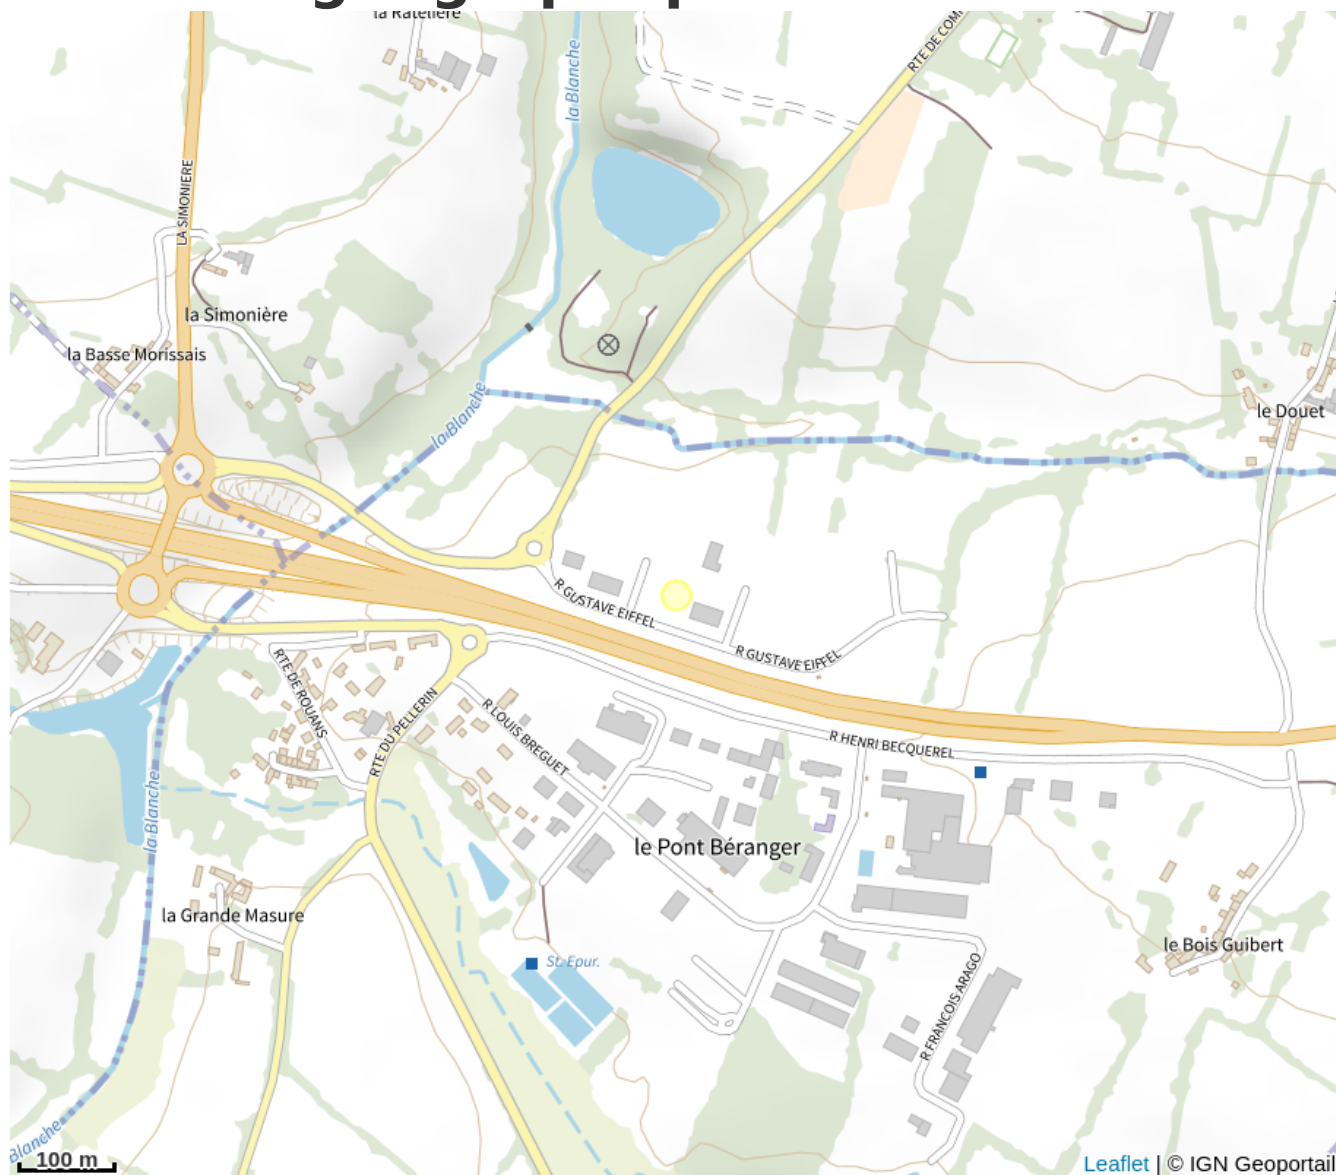 la Ratelière
la Blanche
RTE DE COM
LA SIMONIERE
la Simonière
la Basse Morissais
la Blanche
le Douet
R GUSTAVE EIFFEL
R GUSTAVE EIFFEL
RTE DE ROUANS
RTE DU PELLERIN
R LOUIS BREGUET
R HENRI BECQUEREL
la Blanche
le Pont Béranger
la Grande Masure
le Bois Guibert
St. Epur.
R FRANCOIS ARAGO
Blanche
100 m
Leaflet | © IGN Geoportail